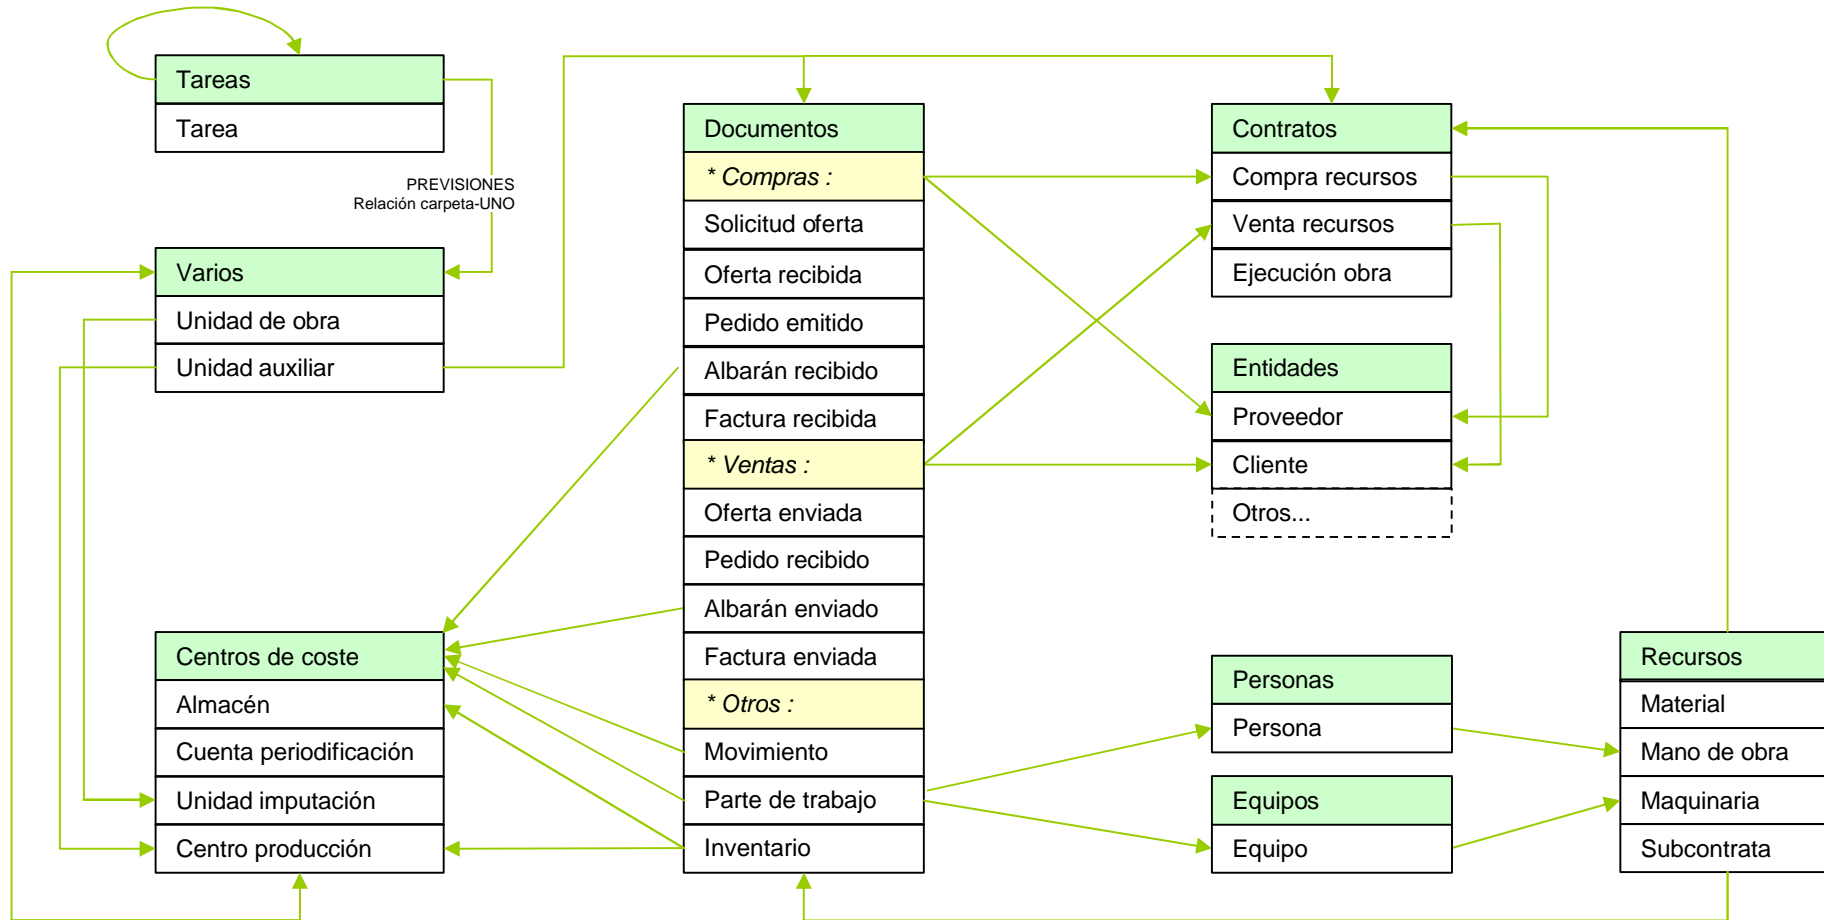 Tareas
Tarea
PREVISIONES
Relación carpeta-UNO
Varios
Unidad de obra
Unidad auxiliar
Centros de coste
Almacén
Cuenta periodificación
Unidad imputación
Centro producción
Documentos
* Compras :
Solicitud oferta
Oferta recibida
Pedido emitido
Albarán recibido
Factura recibida
* Ventas :
Oferta enviada
Pedido recibido
Albarán enviado
Factura enviada
* Otros :
Movimiento
Parte de trabajo
Inventario
Contratos
Compra recursos
Venta recursos
Ejecución obra
Entidades
Proveedor
Cliente
Otros...
Personas
Persona
Equipos
Equipo
Recursos
Material
Mano de obra
Maquinaria
Subcontrata